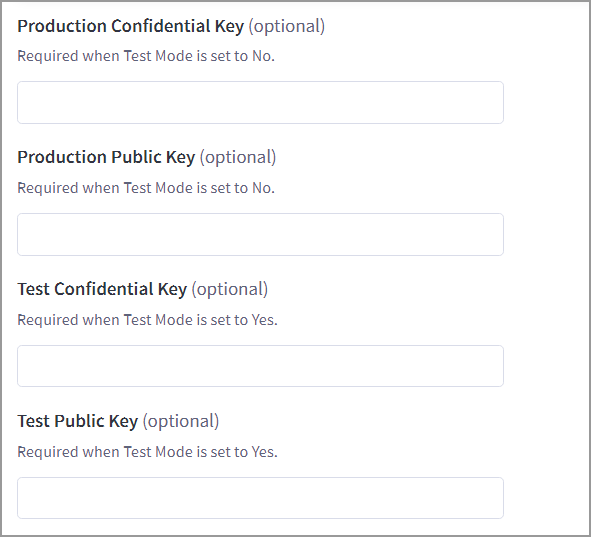 Production Confidential Key (optional)
Required when Test Mode is set to No.
Production Public Key (optional)
Required when Test Mode is set to No.
Test Confidential Key (optional)
Required when Test Mode is set to Yes.
Test Public Key (optional)
Required when Test Mode is set to Yes.